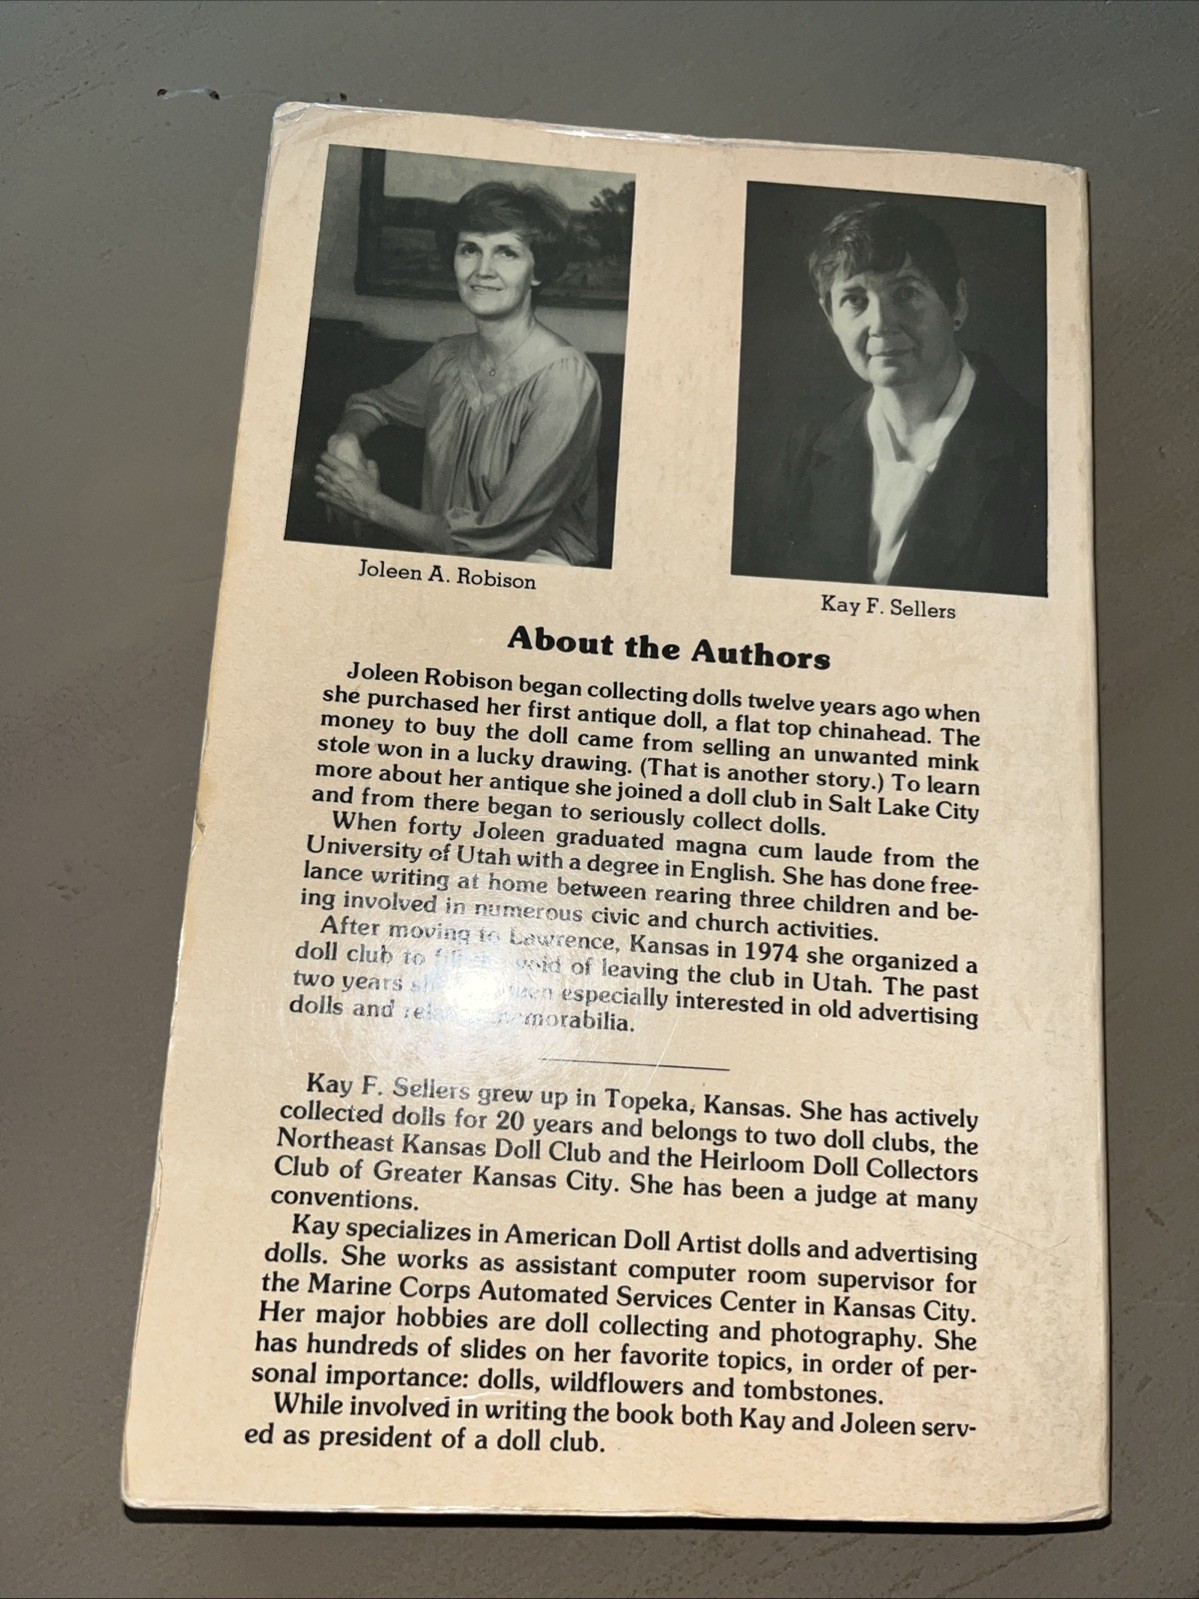 Joleen A. Robison
Kay F. Sellers
About the Authors
Joleen Robison began collecting dolls twelve years ago when
she purchased her first antique doll, a flat top chinahead. The
money to buy the doll came from selling an unwanted mink
stole won in a lucky drawing. (That is another story.) To learn
more about her antique she joined a doll club in Salt Lake City
and from there began to seriously collect dolls.
When forty Joleen graduated magna cum laude from the
University of Utah with a degree in English. She has done free-
lance writing at home between rearing three children and be-
ing involved in numerous civic and church activities.
After moving to Lawrence, Kansas in 1974 she organized a
doll club to void of leaving the club in Utah. The past
two years especially interested in old advertising
dolls and memorabilia.
Kay F. Sellers grew up in Topeka, Kansas. She has actively
collected dolls for 20 years and belongs to two doll clubs, the
Northeast Kansas Doll Club and the Heirloom Doll Collectors
Club of Greater Kansas City. She has been a judge at many
conventions.
Kay specializes in American Doll Artist dolls and advertising
dolls. She works as assistant computer room supervisor for
the Marine Corps Automated Services Center in Kansas City.
Her major hobbies are doll collecting and photography. She
has hundreds of slides on her favorite topics, in order of per-
sonal importance: dolls, wildflowers and tombstones.
While involved in writing the book both Kay and Joleen serv-
ed as president of a doll club.